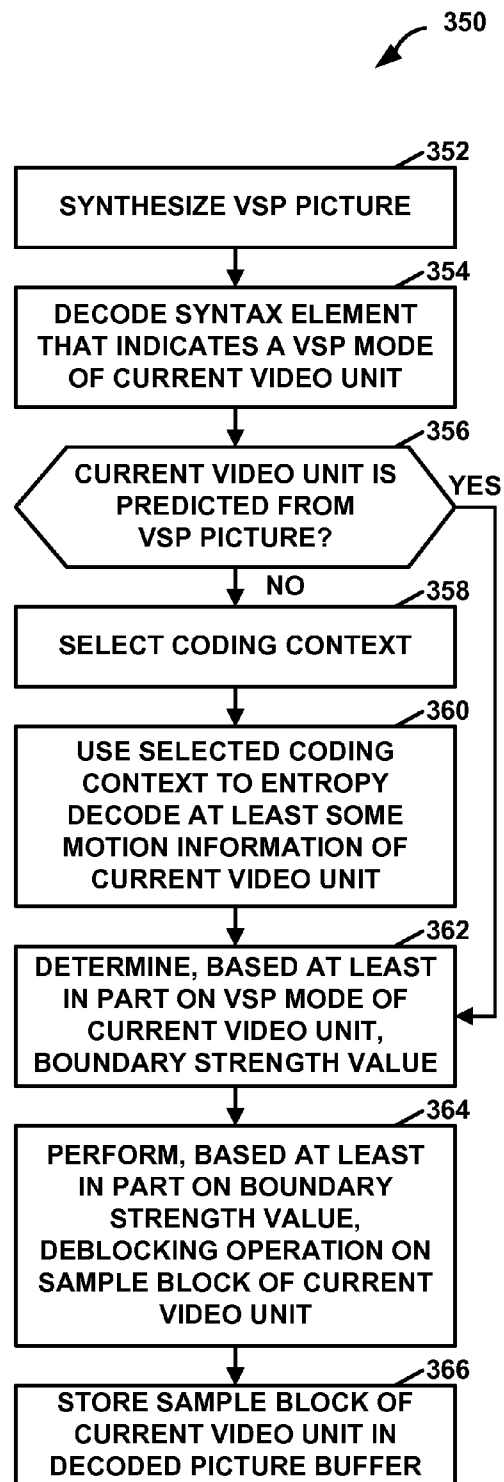 350
352
SYNTHESIZE VSP PICTURE
354
DECODE SYNTAX ELEMENT
THAT INDICATES A VSP MODE
OF CURRENT VIDEO UNIT
356
CURRENT VIDEO UNIT IS
PREDICTED FROM
VSP PICTURE?
YES
NO
358
SELECT CODING CONTEXT
360
USE SELECTED CODING
CONTEXT TO ENTROPY
DECODE AT LEAST SOME
MOTION INFORMATION OF
CURRENT VIDEO UNIT
362
DETERMINE, BASED AT LEAST
IN PART ON VSP MODE OF
CURRENT VIDEO UNIT,
BOUNDARY STRENGTH VALUE
364
PERFORM, BASED AT LEAST
IN PART ON BOUNDARY
STRENGTH VALUE,
DEBLOCKING OPERATION ON
SAMPLE BLOCK OF CURRENT
VIDEO UNIT
366
STORE SAMPLE BLOCK OF
CURRENT VIDEO UNIT IN
DECODED PICTURE BUFFER